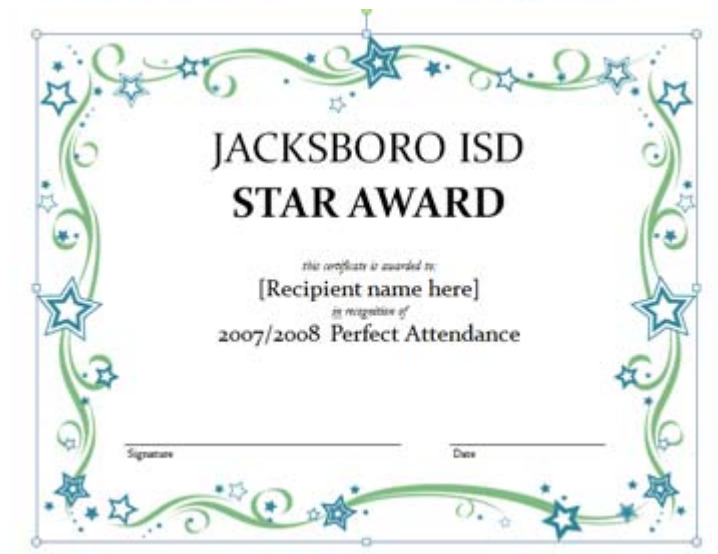 JACKSBORO ISD
STAR AWARD
this certificate is awarded to:
[Recipient name here]
in recognition of
2007/2008 Perfect Attendance
Signature
Date